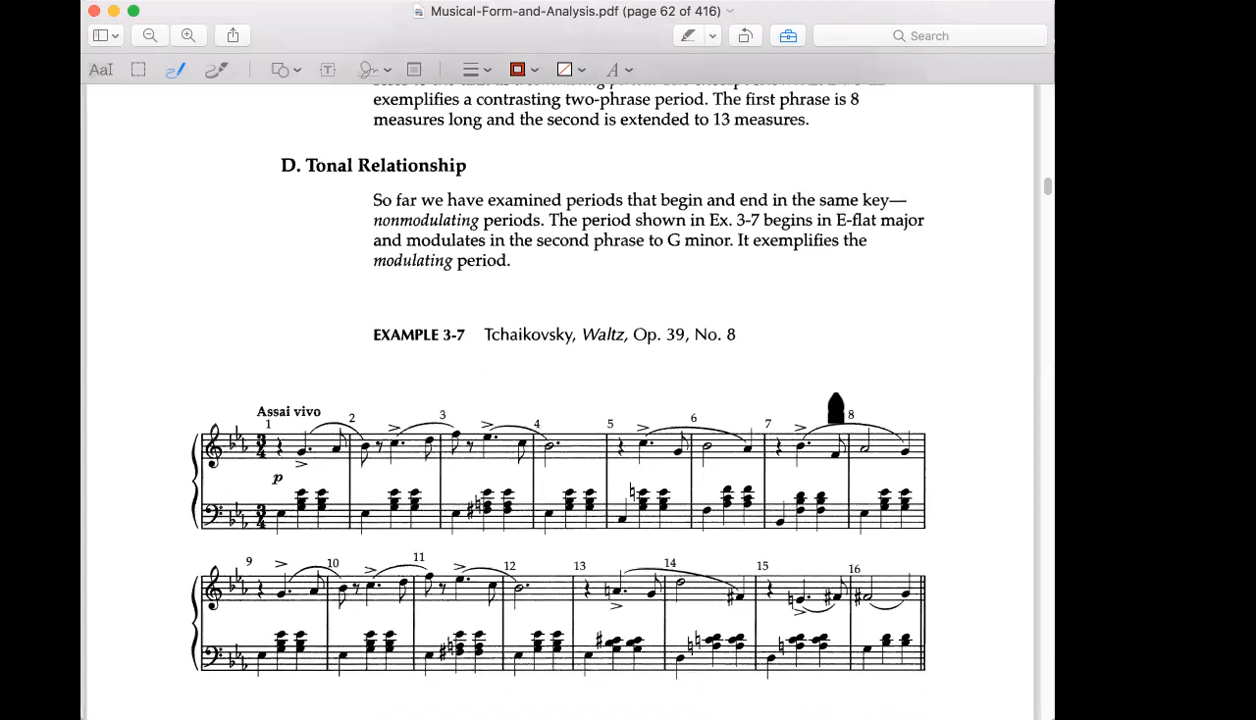 Musical-Form-and-Analysis.pdf (page 62 of 416)
Search
AaI
T
A
exemplifies a contrasting two-phrase period. The first phrase is 8
measures long and the second is extended to 13 measures.
D. Tonal Relationship
So far we have examined periods that begin and end in the same key—
nonmodulating periods. The period shown in Ex. 3-7 begins in E-flat major
and modulates in the second phrase to G minor. It exemplifies the
modulating period.
EXAMPLE 3-7 Tchaikovsky, Waltz, Op. 39, No. 8
Assai vivo
1 2 3 4 5 6 7 8
3 4
p
3 4
9 10 11 12 13 14 15 16